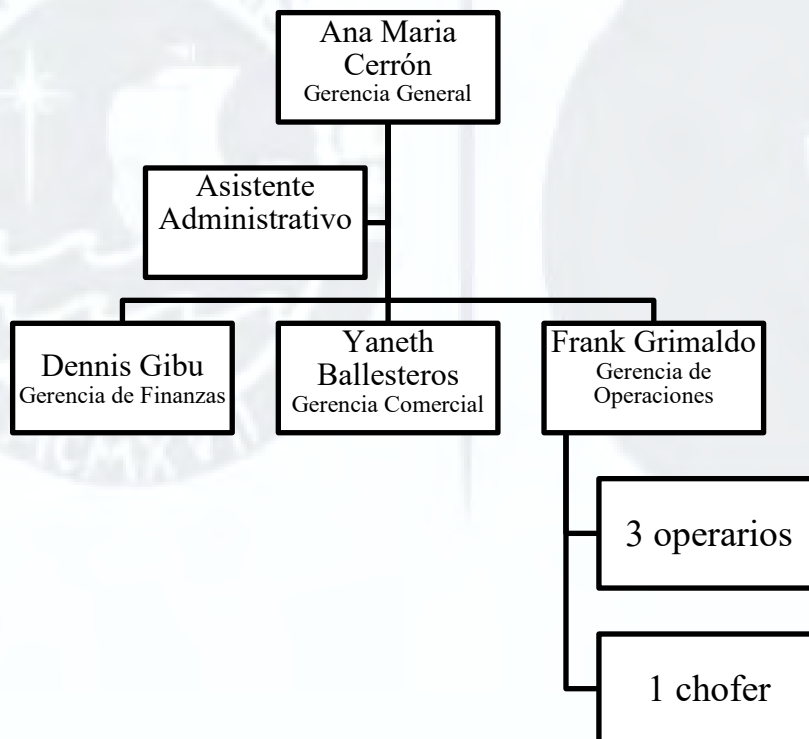 Ana Maria
Cerrón
Gerencia General
Asistente
Administrativo
Dennis Gibu
Gerencia de Finanzas
Yaneth
Ballesteros
Gerencia Comercial
Frank Grimaldo
Gerencia de
Operaciones
3 operarios
1 chofer